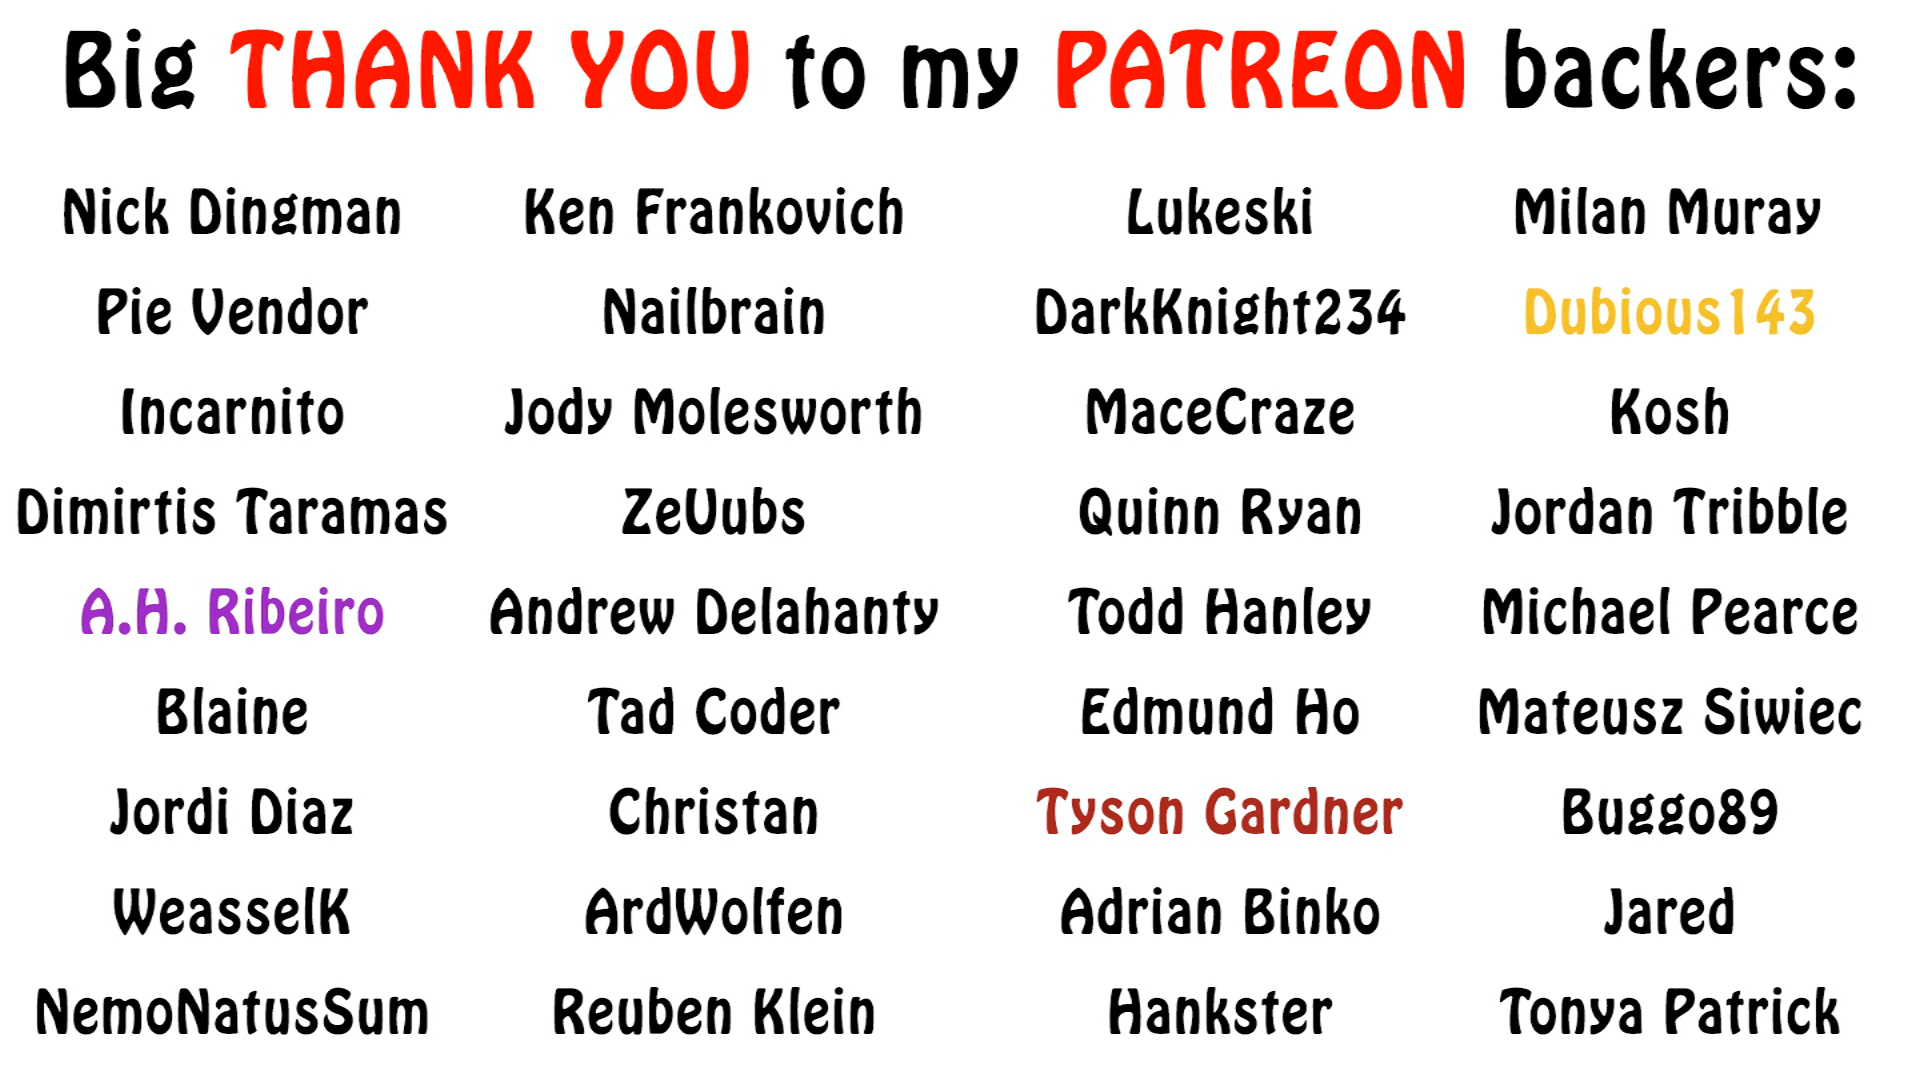 Big THANK YOU to my PATREON backers:
Nick Dingman Ken Frankovich Lukeski Milan Muray
Pie Vendor Nailbrain DarkKnight234 Dubious143
Incarnito Jody Molesworth MaceCraze Kosh
Dimirtis Taramas ZeUubs Quinn Ryan Jordan Tribble
A.H. Ribeiro Andrew Delahanty Todd Hanley Michael Pearce
Blaine Tad Coder Edmund Ho Mateusz Siwiec
Jordi Diaz Christan Tyson Gardner Buggo89
WeasselK ArdWolfen Adrian Binko Jared
NemoNatusSum Reuben Klein Hankster Tonya Patrick